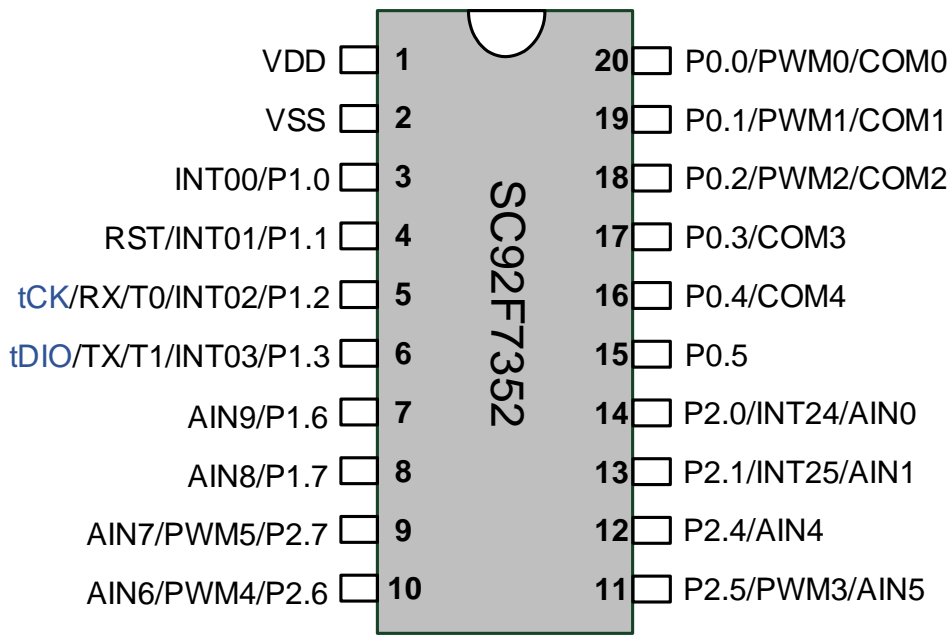 VDD 1 20 P0.0/PWM0/COM0
VSS 2 19 P0.1/PWM1/COM1
INT00/P1.0 3 18 P0.2/PWM2/COM2
RST/INT01/P1.1 4 17 P0.3/COM3
tCK/RX/T0/INT02/P1.2 5 16 P0.4/COM4
tDIO/TX/T1/INT03/P1.3 6 15 P0.5
AIN9/P1.6 7 14 P2.0/INT24/AIN0
AIN8/P1.7 8 13 P2.1/INT25/AIN1
AIN7/PWM5/P2.7 9 12 P2.4/AIN4
AIN6/PWM4/P2.6 10 11 P2.5/PWM3/AIN5
SC92F7352